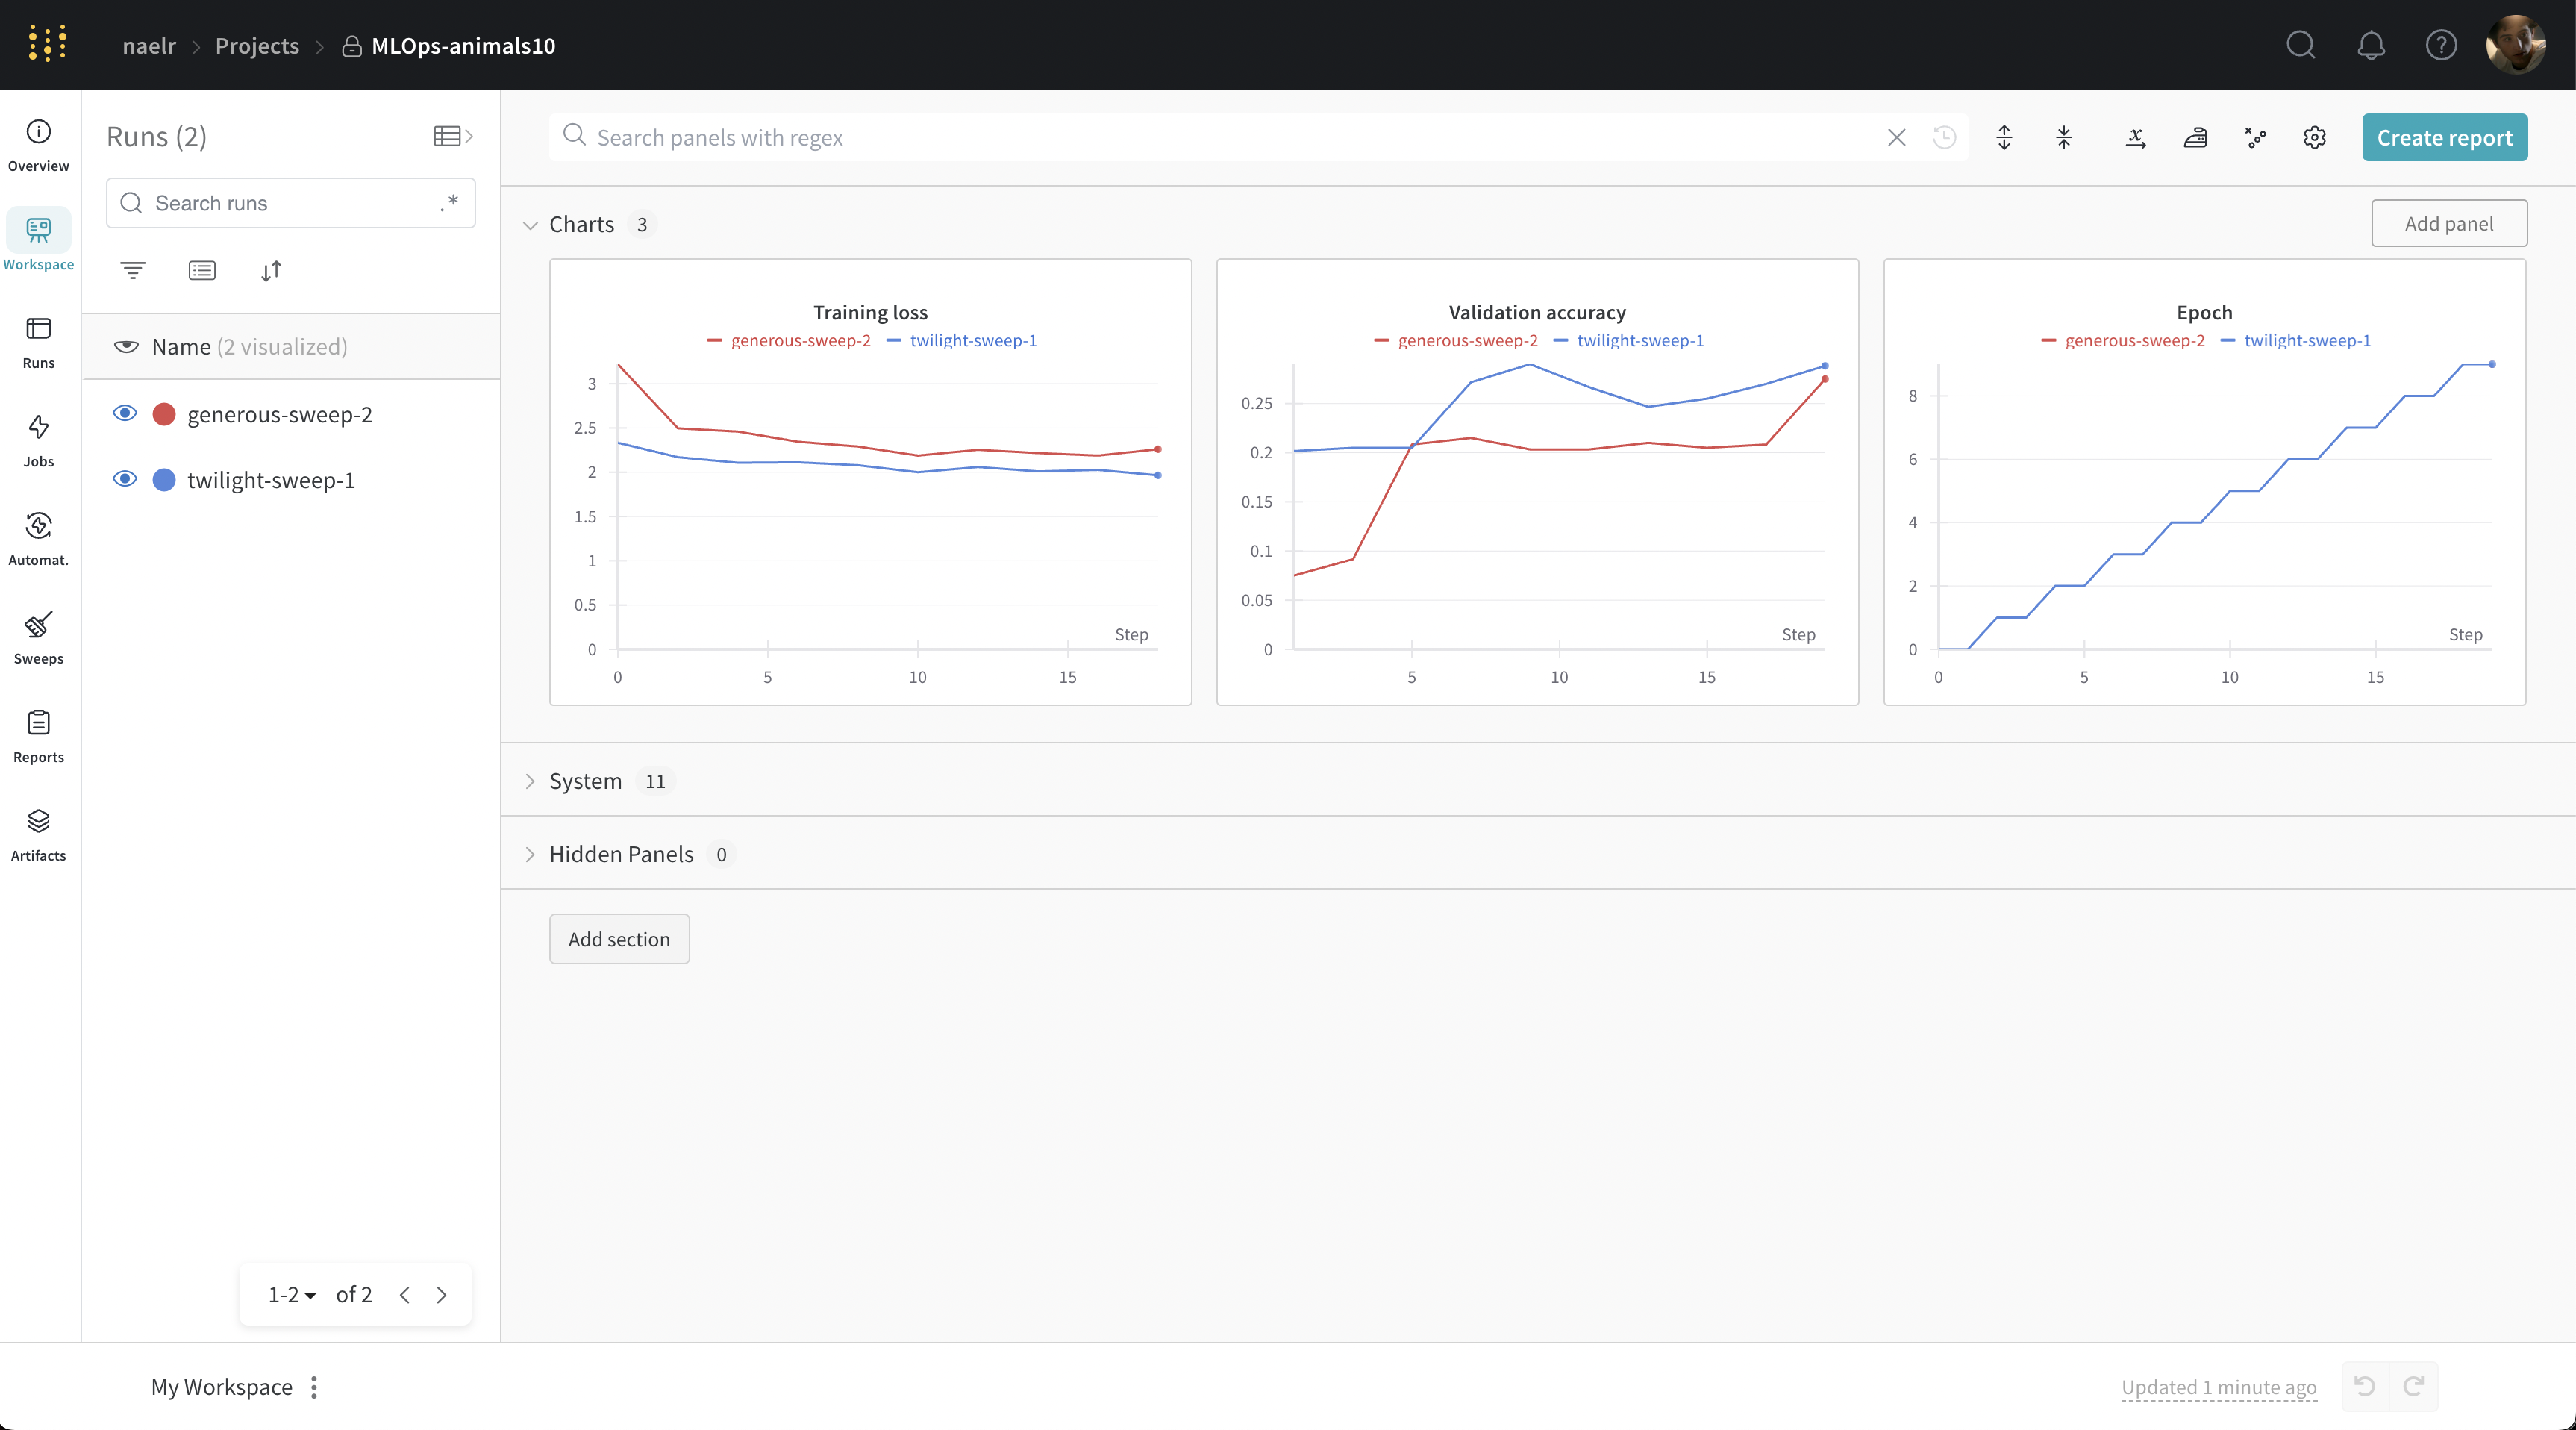 naelr > Projects > MLOps-animals10
Overview
Workspace
Runs
Jobs
Automat.
Sweeps
Reports
Artifacts
Runs (2)
Search runs
.*
Name (2 visualized)
generous-sweep-2
twilight-sweep-1
1-2 of 2
Search panels with regex
Create report
Charts 3
Add panel
Training loss
generous-sweep-2 twilight-sweep-1
3
2.5
2
1.5
1
0.5
0
Step
0 5 10 15
Validation accuracy
generous-sweep-2 twilight-sweep-1
0.25
0.2
0.15
0.1
0.05
0
Step
5 10 15
Epoch
generous-sweep-2 twilight-sweep-1
8
6
4
2
0
Step
0 5 10 15
System 11
Hidden Panels 0
Add section
My Workspace
Updated 1 minute ago